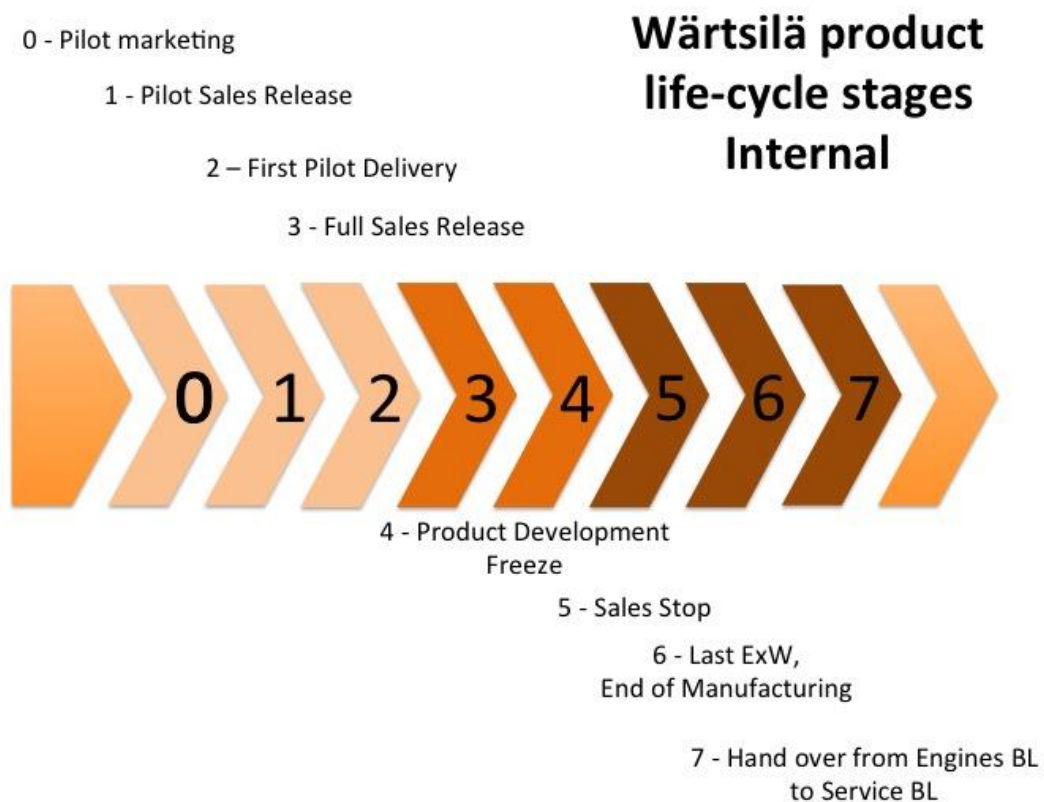 0 - Pilot marketing
Wärtsilä product
life-cycle stages
Internal
1 - Pilot Sales Release
2 – First Pilot Delivery
3 - Full Sales Release
0 1 2 3 4 5 6 7
4 - Product Development
Freeze
5 - Sales Stop
6 - Last ExW,
End of Manufacturing
7 - Hand over from Engines BL
to Service BL